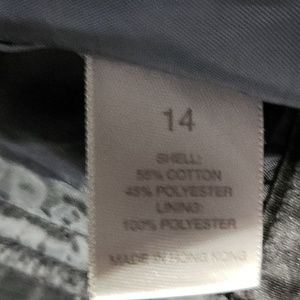 14
SHELL:
55% COTTON
45% POLYESTER
LINING:
100% POLYESTER
MADE IN HONG KONG